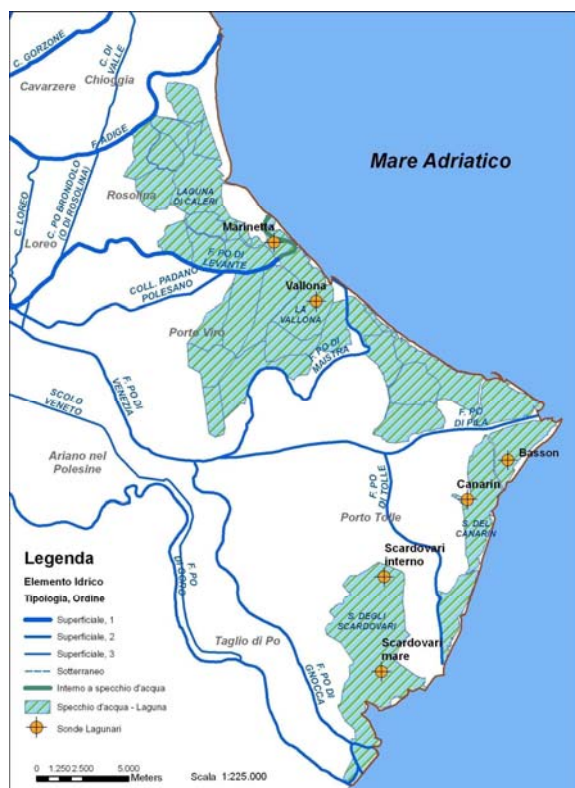 C. GORZONE
C. DI VALLE
Cavarzere
Chioggia
F. ADIGE
Mare Adriatico
Rosolina
LAGUNA
DI CALERI
C. LOREO
C. PO BRONDOLO
(O DI ROSOLINA)
Loreo
Marinetta
F. PO DI
LEVANTE
COLL. PADANO
POLESANO
Vallona
LA
VALLONA
Porto Viro
F. PO DI
MAISTRA
F. PO DI
VENEZIA
SCOLO
VENETO
F. PO
DI PILA
Ariano nel
Polesine
Basson
Canarin
F. PO
DI TOLLE
Porto Tolle
S. DEL
CANARIN
Scardovari
interno
F. PO
DI GORO
S. DEGLI
SCARDOVARI
Taglio di Po
Scardovari
mare
F. PO DI
GNOCCA
Legenda
Elemento Idrico
Tipologia, Ordine
Superficiale, 1
Superficiale, 2
Superficiale, 3
Sotterraneo
Interno a specchio d'acqua
Specchio d'acqua - Laguna
Sonde Lagunari
0 1.250 2.500 5.000
Meters
Scala 1:225.000